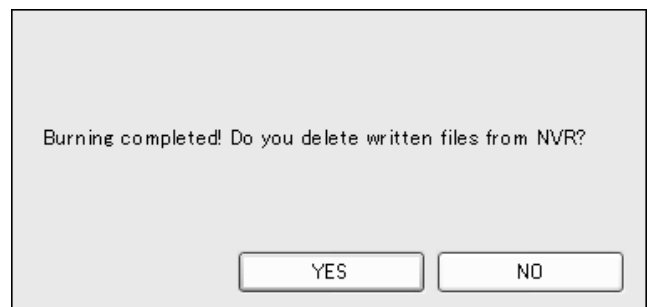 Burning completed! Do you delete written files from NVR?
YES
NO